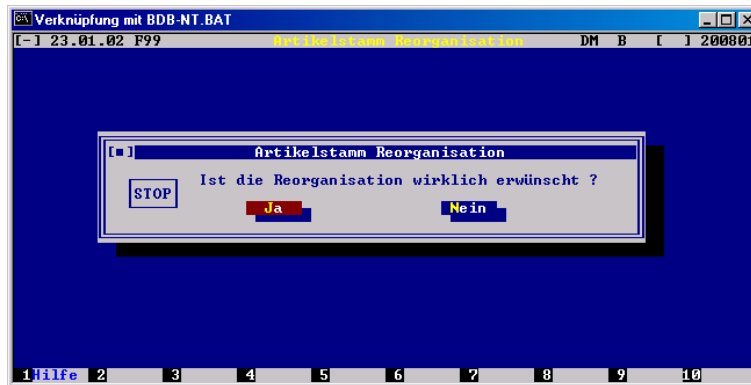 Verknüpfung mit BDB-NT.BAT
[-] 23.01.02 F99 Artikelstamm Reorganisation DM B [ ] 200801
[■] Artikelstamm Reorganisation
Ist die Reorganisation wirklich erwünscht ?
STOP
Ja Nein
1Hilfe 2 3 4 5 6 7 8 9 10